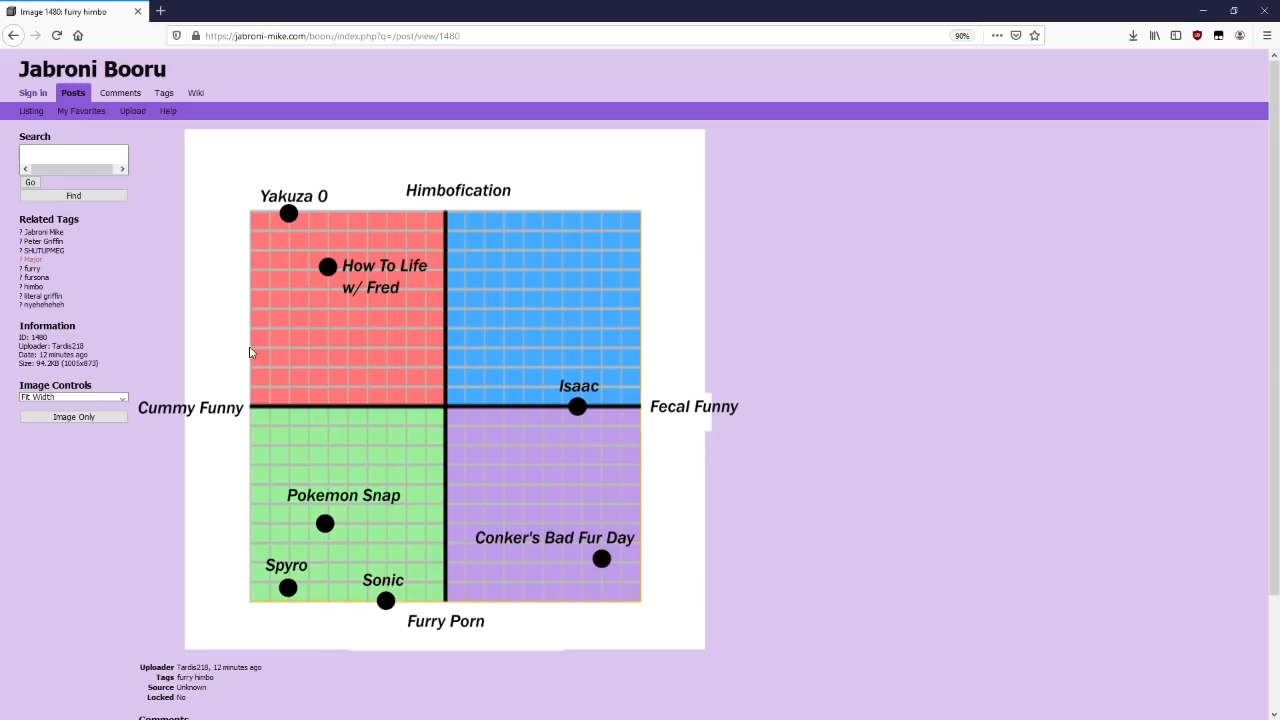 Image 1480: furry himbo
https://jabroni-mike.com/booru/index.php?q=/post/view/1480
90%
Jabroni Booru
Sign in Posts Comments Tags Wiki
Listing My Favorites Upload Help
Search
Go
Find
Related Tags
? Jabroni Mike
? Peter Griffin
? SHUTUPMEG
? Major
? furry
? fursona
? himbo
? literal griffin
? nyeheheheh
Information
ID: 1480
Uploader: Tardis218
Date: 12 minutes ago
Size: 94.2KB (1005x873)
Image Controls
Fit Width
Image Only
Himbofication
Yakuza 0
How To Life
w/ Fred
Isaac
Cummy Funny
Fecal Funny
Pokemon Snap
Conker's Bad Fur Day
Spyro
Sonic
Furry Porn
Uploader Tardis218, 12 minutes ago
Tags furry himbo
Source Unknown
Locked No
Comments